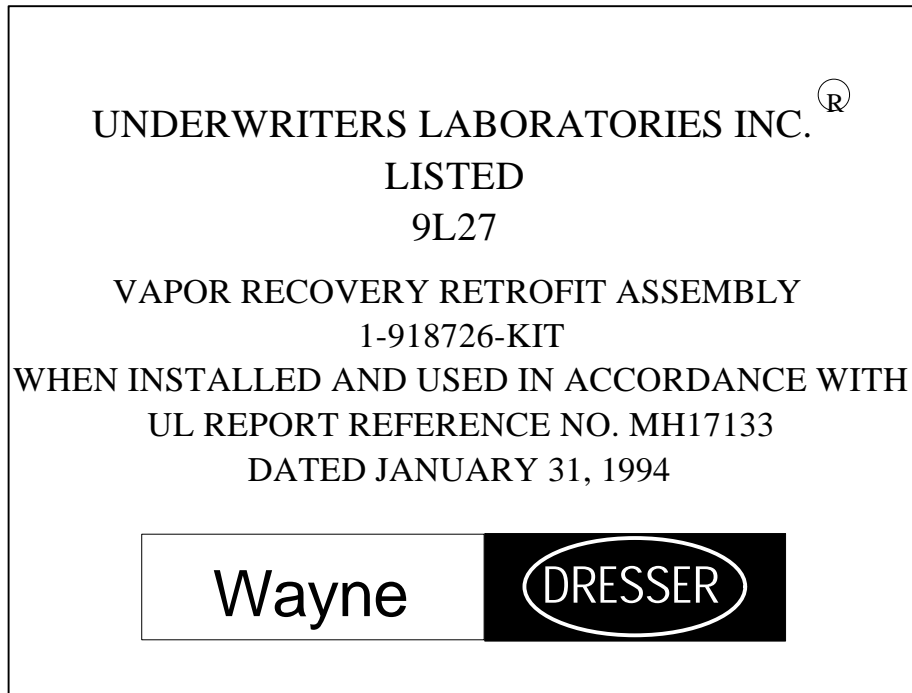 UNDERWRITERS LABORATORIES INC. ®
LISTED
9L27
VAPOR RECOVERY RETROFIT ASSEMBLY
1-918726-KIT
WHEN INSTALLED AND USED IN ACCORDANCE WITH
UL REPORT REFERENCE NO. MH17133
DATED JANUARY 31, 1994
Wayne DRESSER